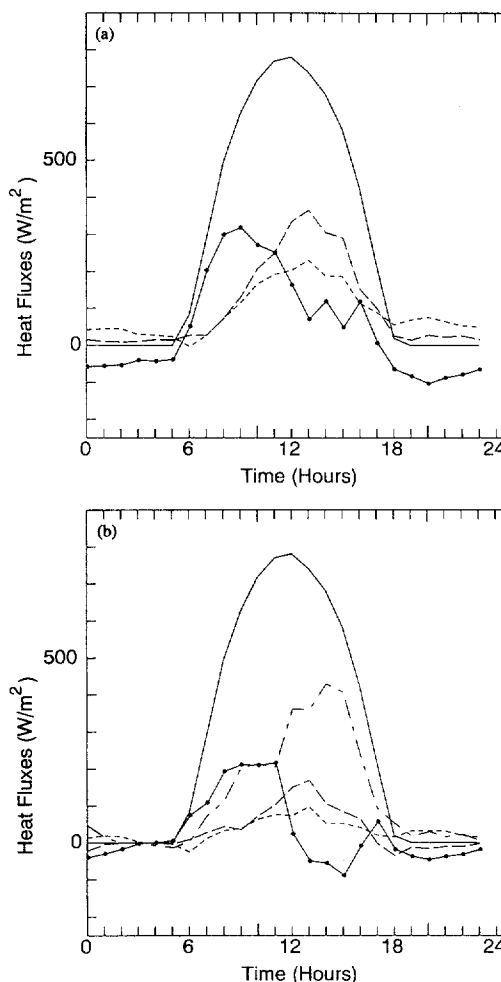 (a)
500
0
Heat Fluxes (W/m²)
0 6 12 18 24
Time (Hours)
(b)
500
0
Heat Fluxes (W/m²)
0 6 12 18 24
Time (Hours)